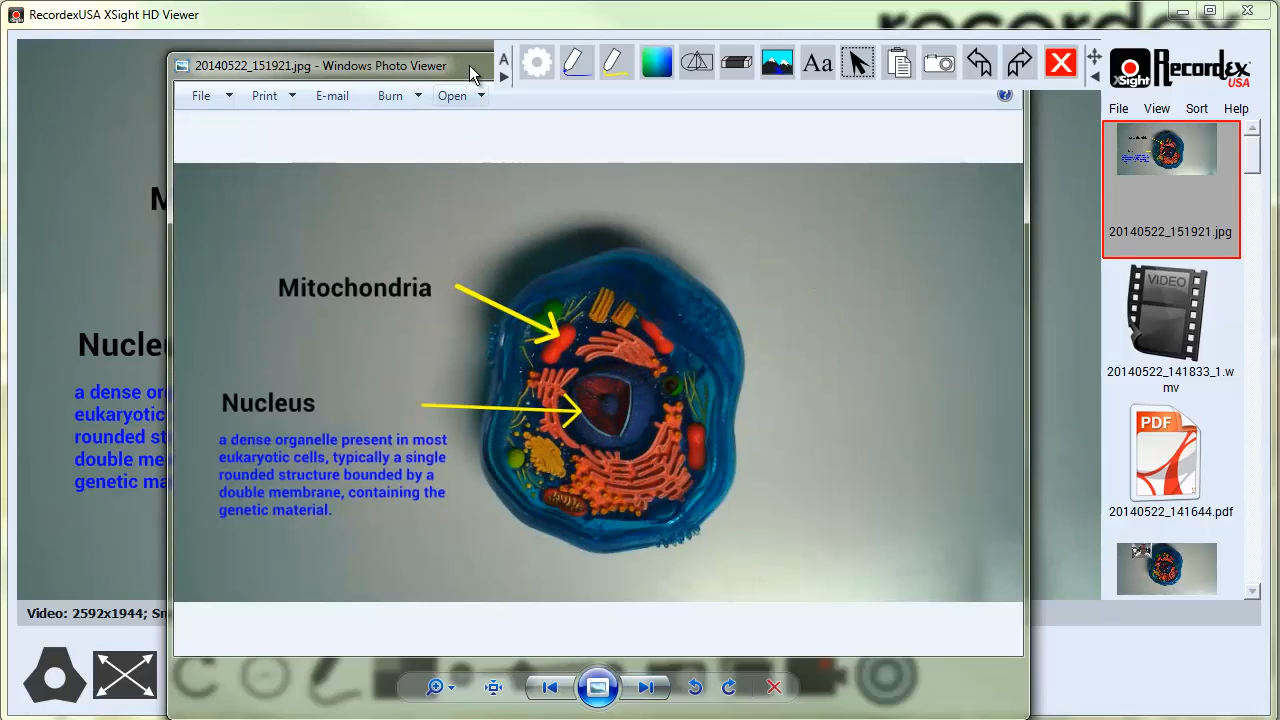 RecordexUSA XSight HD Viewer
recordex
20140522_151921.jpg - Windows Photo Viewer
A
Aa
XSight
Recordex
USA
File Print E-mail Burn Open
File View Sort Help
20140522_151921.jpg
VIDEO
20140522_141833_1.w
mv
PDF
20140522_141644.pdf
Mitochondria
Nucleus
a dense organelle present in most
eukaryotic cells, typically a single
rounded structure bounded by a
double membrane, containing the
genetic material.
M
Nucle
a dense org
eukaryotic
rounded st
double me
genetic ma
Video: 2592x1944; Sn